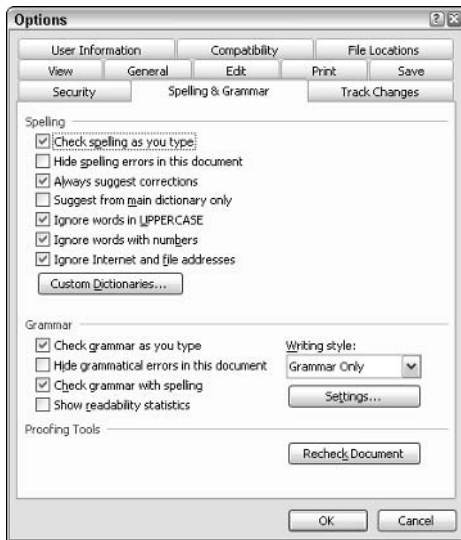 Options
User Information Compatibility File Locations
View General Edit Print Save
Security Spelling & Grammar Track Changes
Spelling
Check spelling as you type
Hide spelling errors in this document
Always suggest corrections
Suggest from main dictionary only
Ignore words in UPPERCASE
Ignore words with numbers
Ignore Internet and file addresses
Custom Dictionaries...
Grammar
Check grammar as you type Writing style:
Hide grammatical errors in this document Grammar Only
Check grammar with spelling Settings...
Show readability statistics
Proofing Tools
Recheck Document
OK Cancel